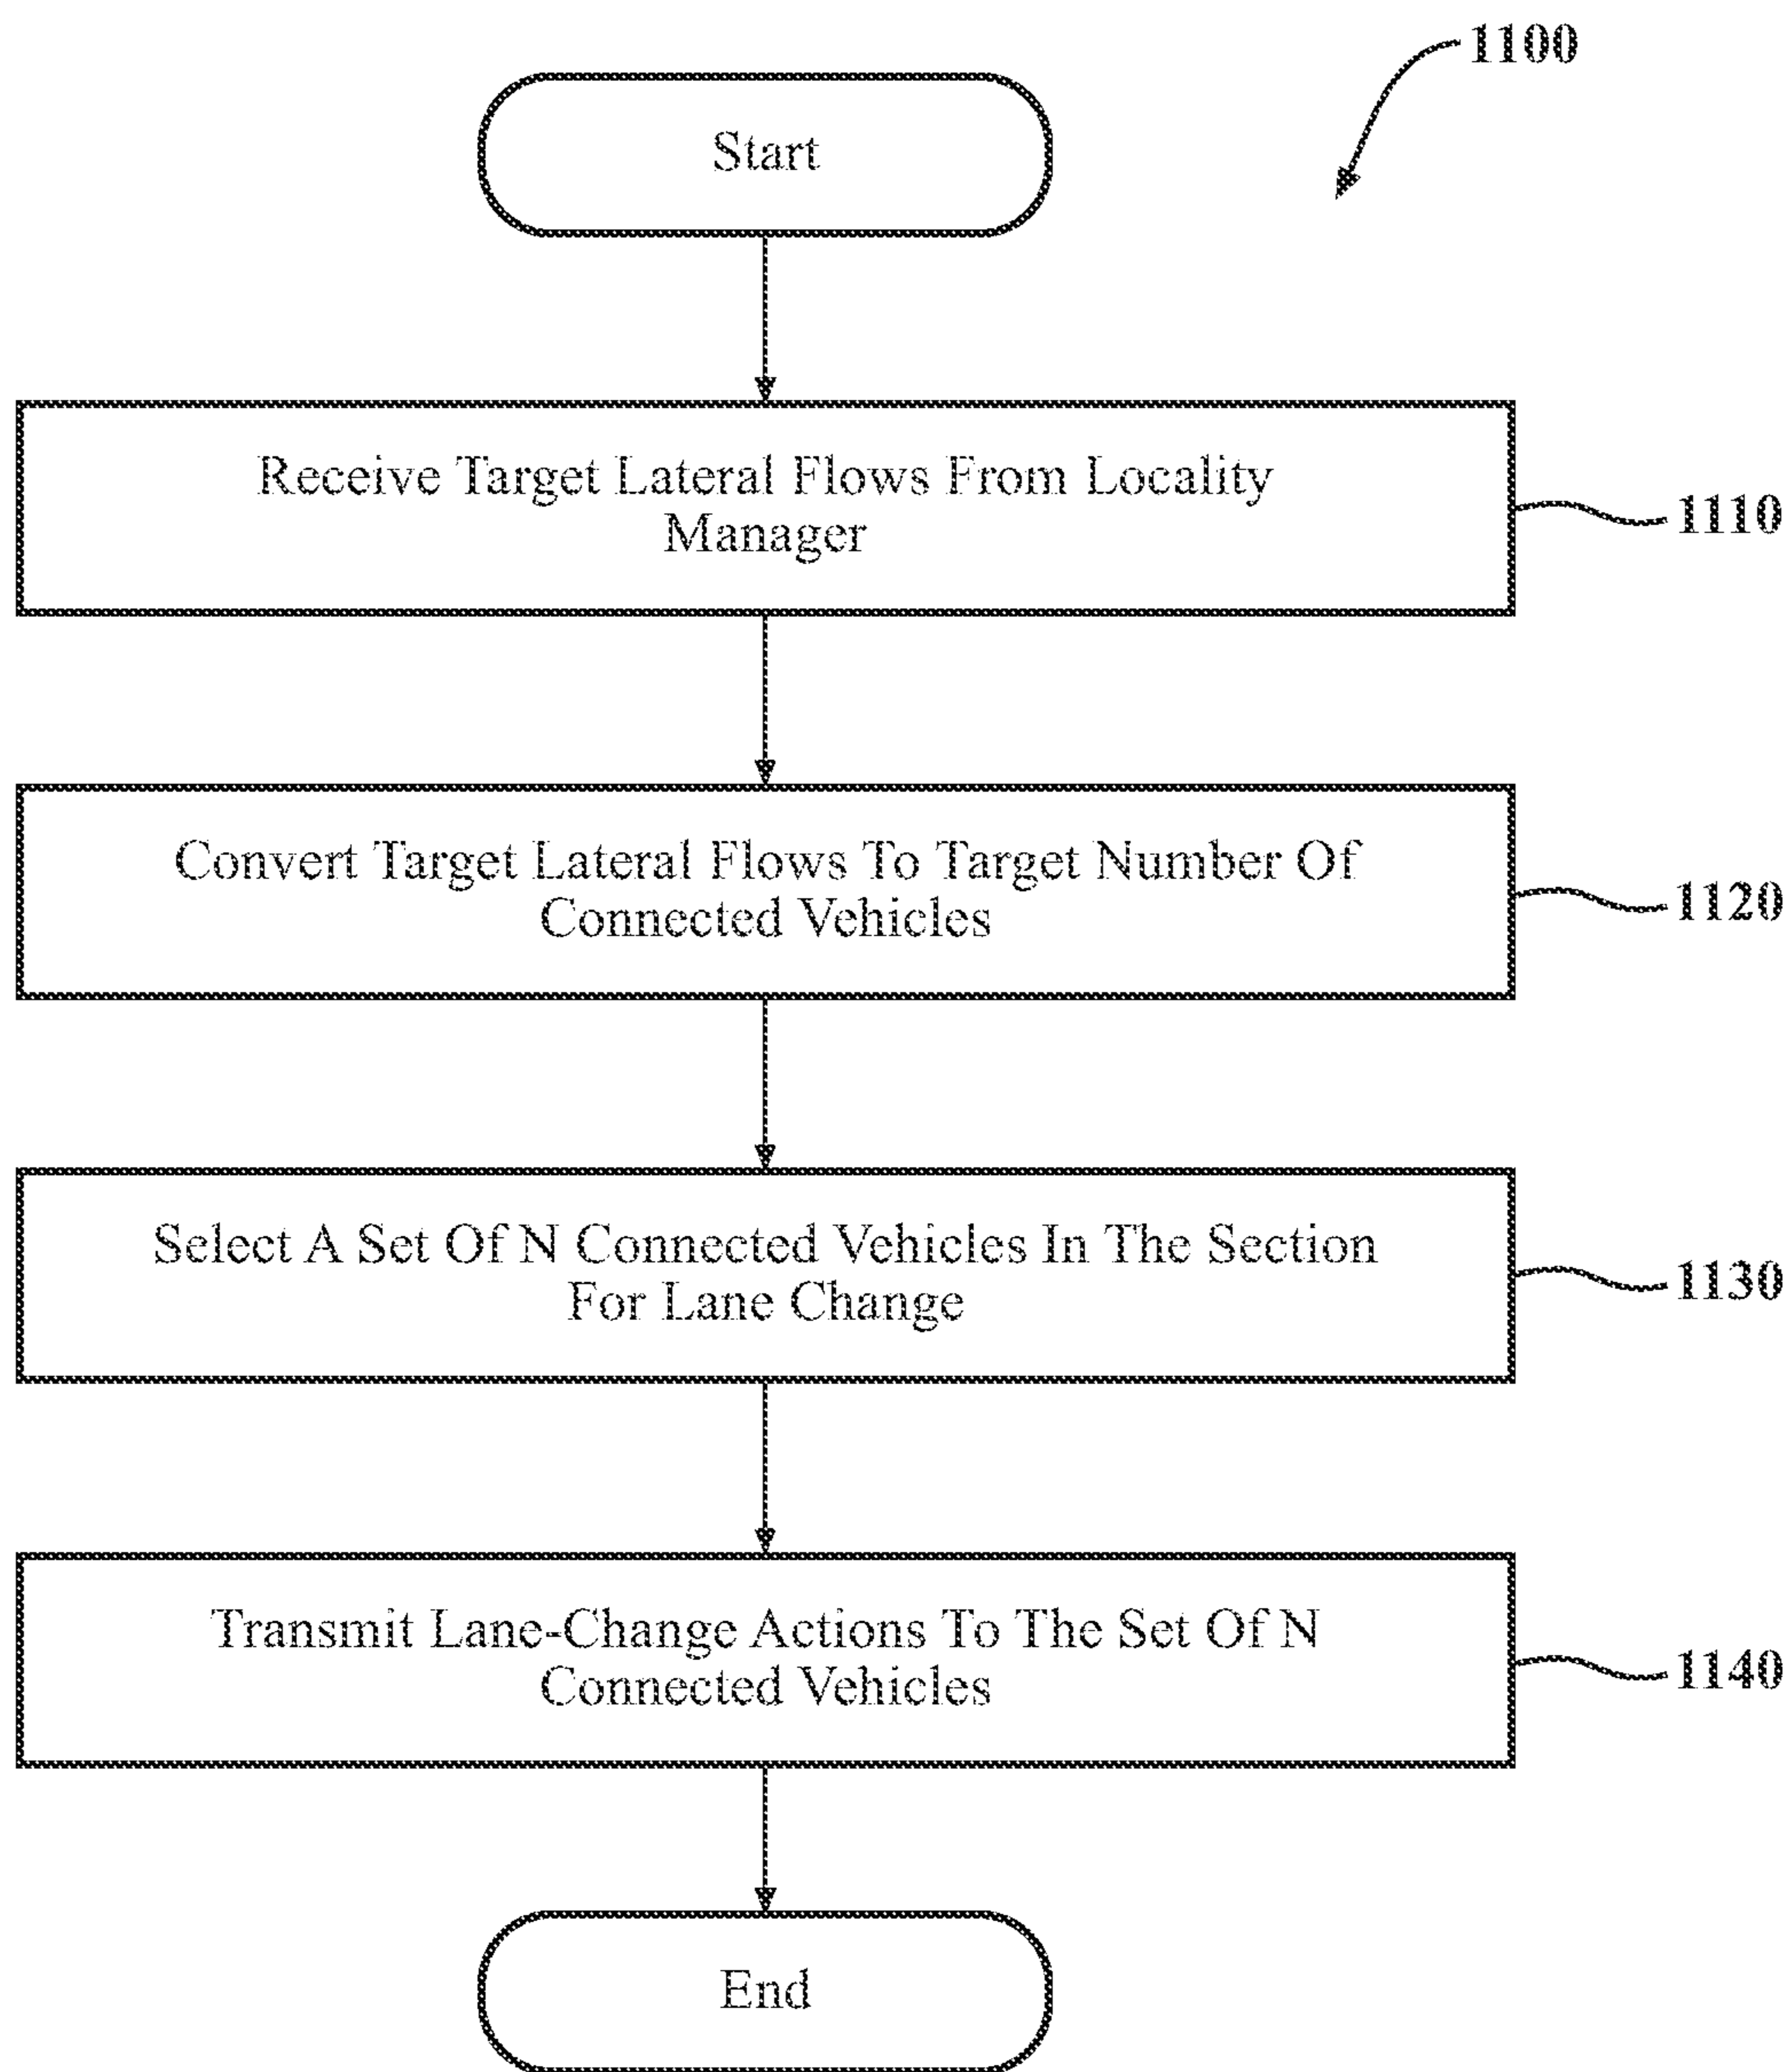 1100
Start
Receive Target Lateral Flows From Locality
Manager
1110
Convert Target Lateral Flows To Target Number Of
Connected Vehicles
1120
Select A Set Of N Connected Vehicles In The Section
For Lane Change
1130
Transmit Lane-Change Actions To The Set Of N
Connected Vehicles
1140
End